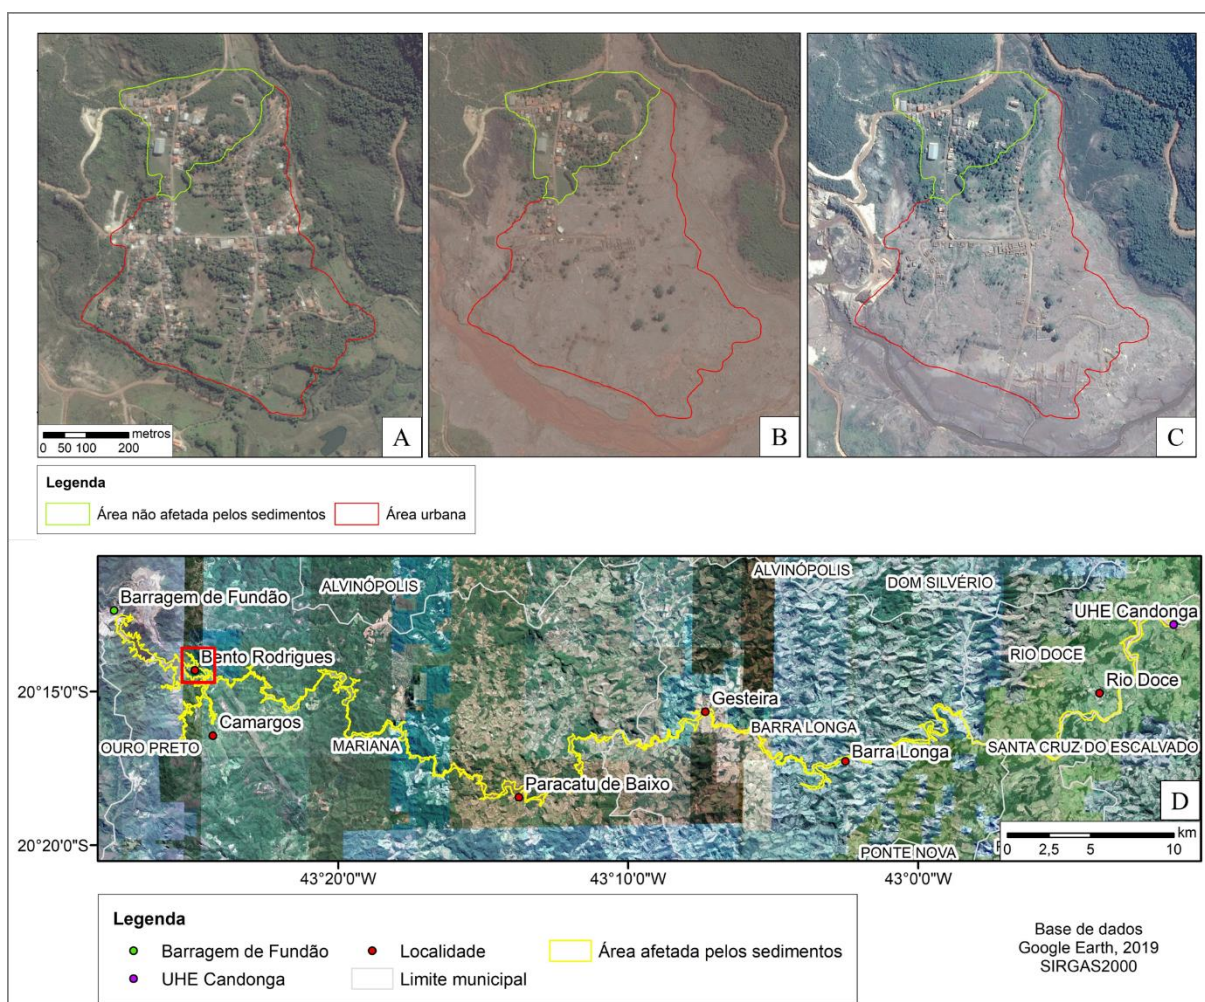 A
B
C
metros
0 50 100 200
Legenda
Área não afetada pelos sedimentos
Área urbana
ALVINÓPOLIS
ALVINÓPOLIS
DOM SILVÉRIO
Barragem de Fundão
UHE Candonga
Bento Rodrigues
RIO DOCE
20°15'0"S
Rio Doce
Gesteira
Camargos
BARRA LONGA
OURO PRETO
MARIANA
SANTA CRUZ DO ESCALVADO
Barra Longa
Paracatu de Baixo
D
km
0 2,5 5 10
20°20'0"S
PONTE NOVA
43°20'0"W
43°10'0"W
43°0'0"W
Legenda
Barragem de Fundão
Localidade
Área afetada pelos sedimentos
UHE Candonga
Limite municipal
Base de dados
Google Earth, 2019
SIRGAS2000